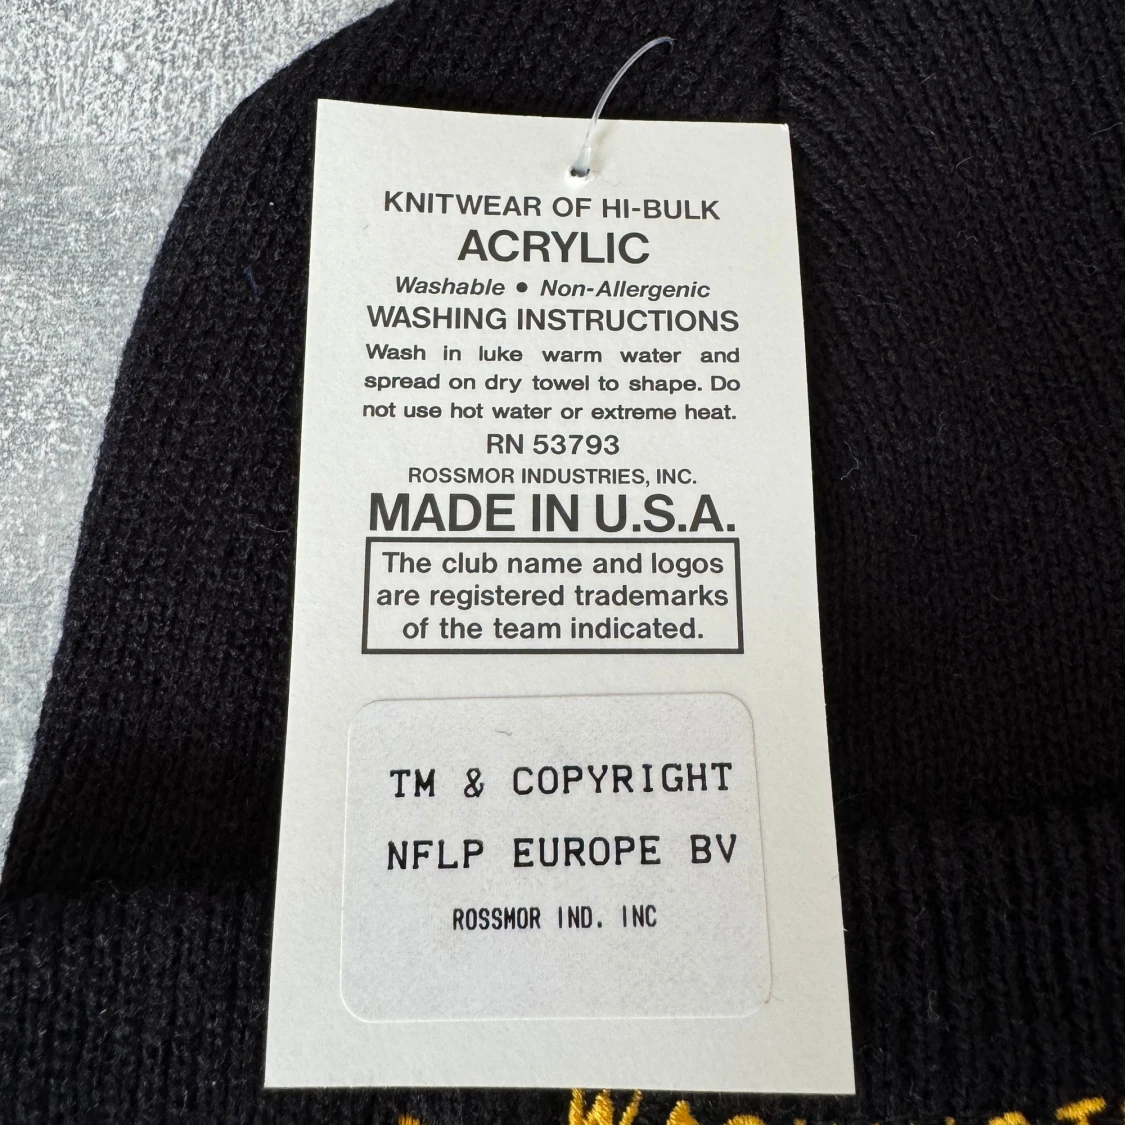 KNITWEAR OF HI-BULK
ACRYLIC
Washable • Non-Allergenic
WASHING INSTRUCTIONS
Wash in luke warm water and
spread on dry towel to shape. Do
not use hot water or extreme heat.
RN 53793
ROSSMOR INDUSTRIES, INC.
MADE IN U.S.A.
The club name and logos
are registered trademarks
of the team indicated.
TM & COPYRIGHT
NFLP EUROPE BV
ROSSMOR IND. INC